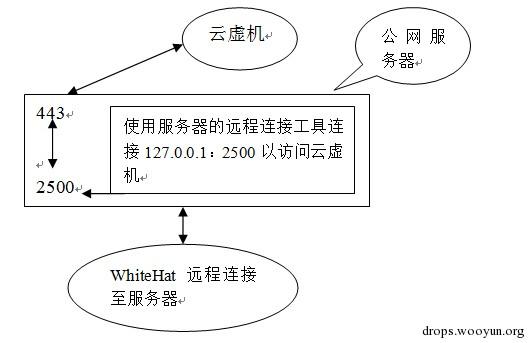 云虚机
公 网 服
务器
443
使用服务器的远程连接工具连
接 127.0.0.1：2500 以访问云虚
机
2500
WhiteHat 远程连接
至服务器
drops.wooyun.org